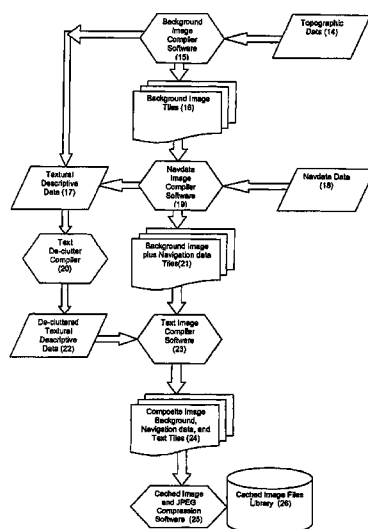 Background
Image
Compiler
Software
(15)
Topographic
Data (14)
Background Image
Tiles (16)
Textural
Descriptive
Data (17)
Navdata
Image
Compiler
Software
(19)
Navdata Data
(18)
Text
De-clutter
Compiler
(20)
Background Image
plus Navigation data
Tiles(21)
De-cluttered
Textural
Descriptive
Data (22)
Text Image
Compiler
Software
(23)
Composite Image
Background,
Navigation data,
and Text Tiles (24)
Cached Image
and JPEG
Compression
Software (25)
Cached Image Files
Library (26)